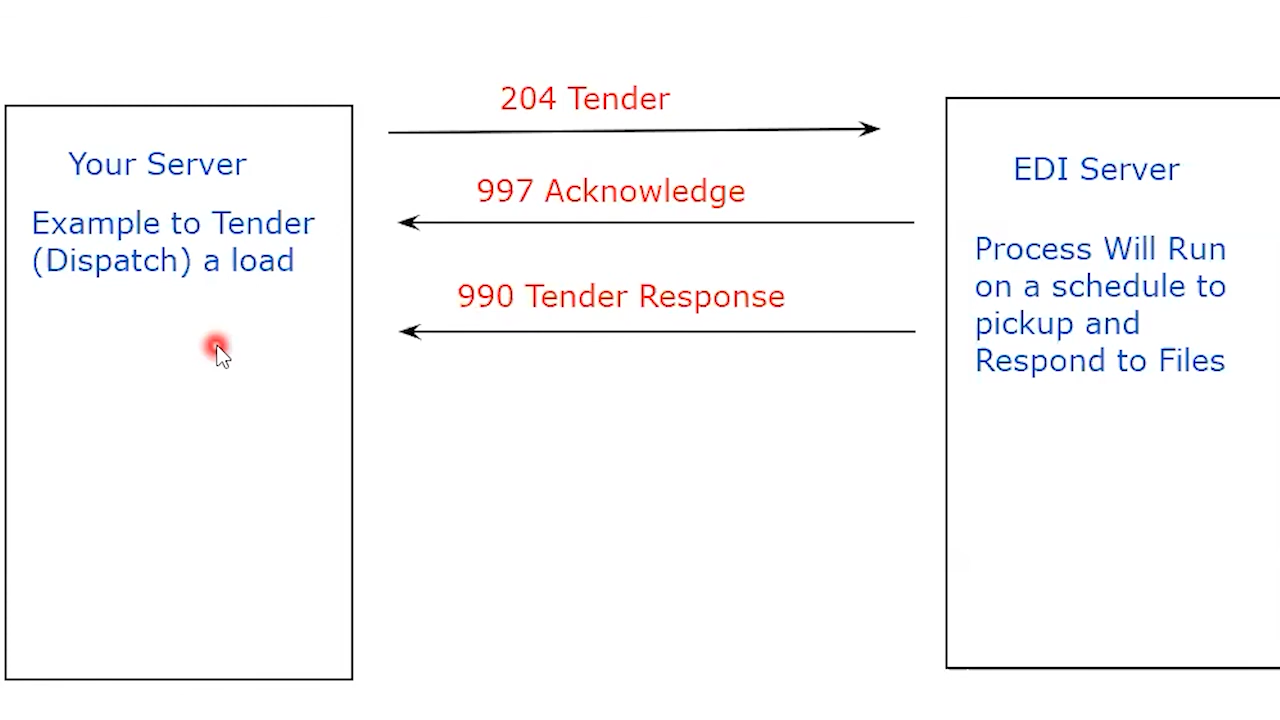 204 Tender
Your Server
997 Acknowledge
EDI Server
Example to Tender
(Dispatch) a load
990 Tender Response
Process Will Run
on a schedule to
pickup and
Respond to Files